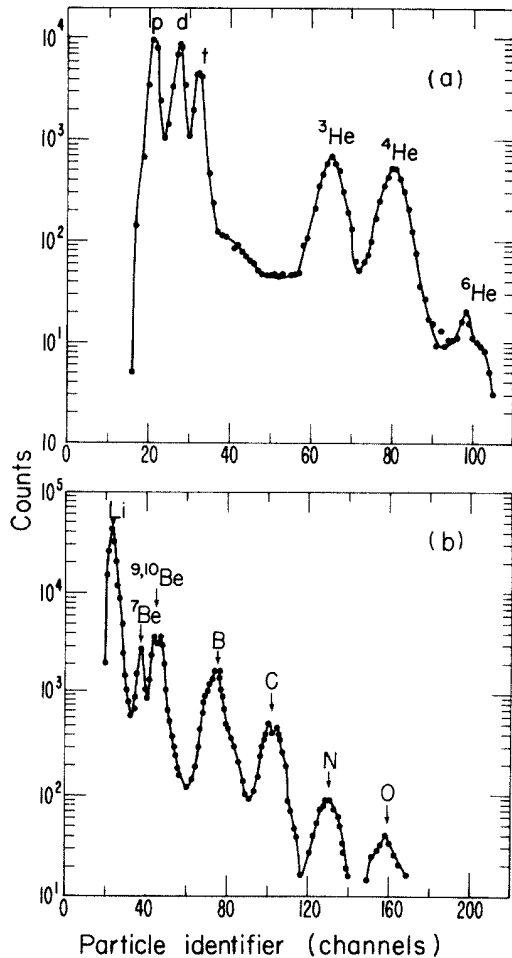 10⁴
10³
10²
10¹
10
p d t
(a)
³He
⁴He
⁶He
0 20 40 60 80 100
Counts
10⁵
10⁴
10³
10²
10¹
Li
(b)
⁹,¹⁰Be
⁷Be
B
C
N
O
0 40 80 120 160 200
Particle identifier (channels)